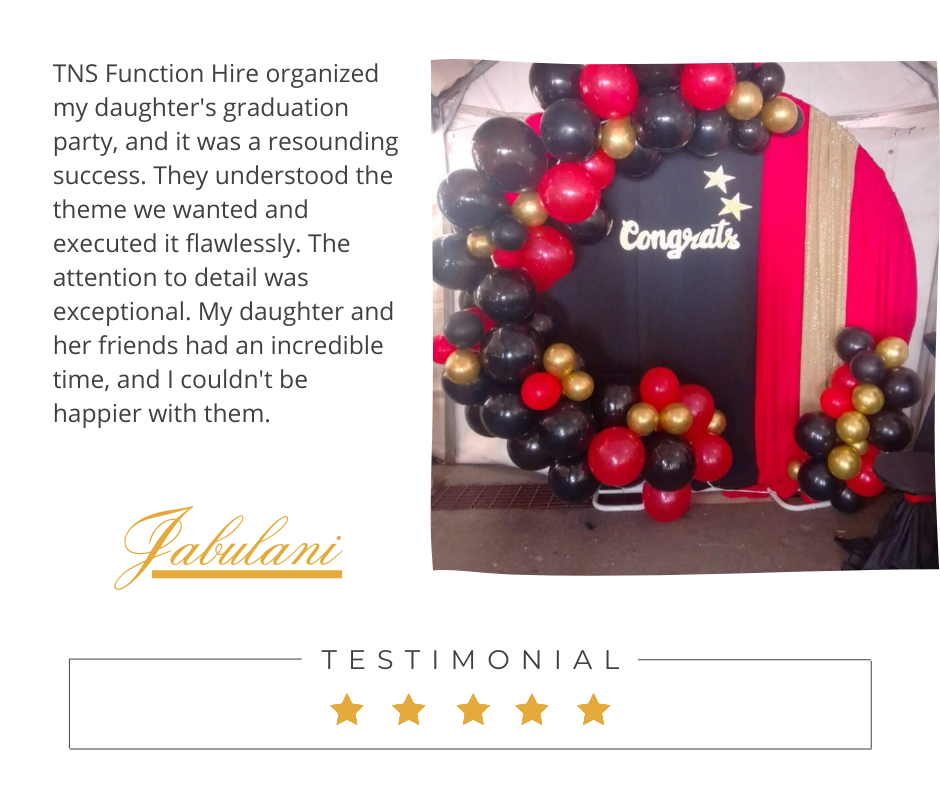 TNS Function Hire organized
my daughter's graduation
party, and it was a resounding
success. They understood the
theme we wanted and
executed it flawlessly. The
attention to detail was
exceptional. My daughter and
her friends had an incredible
time, and I couldn't be
happier with them.
Congrats
Jabulani
TESTIMONIAL